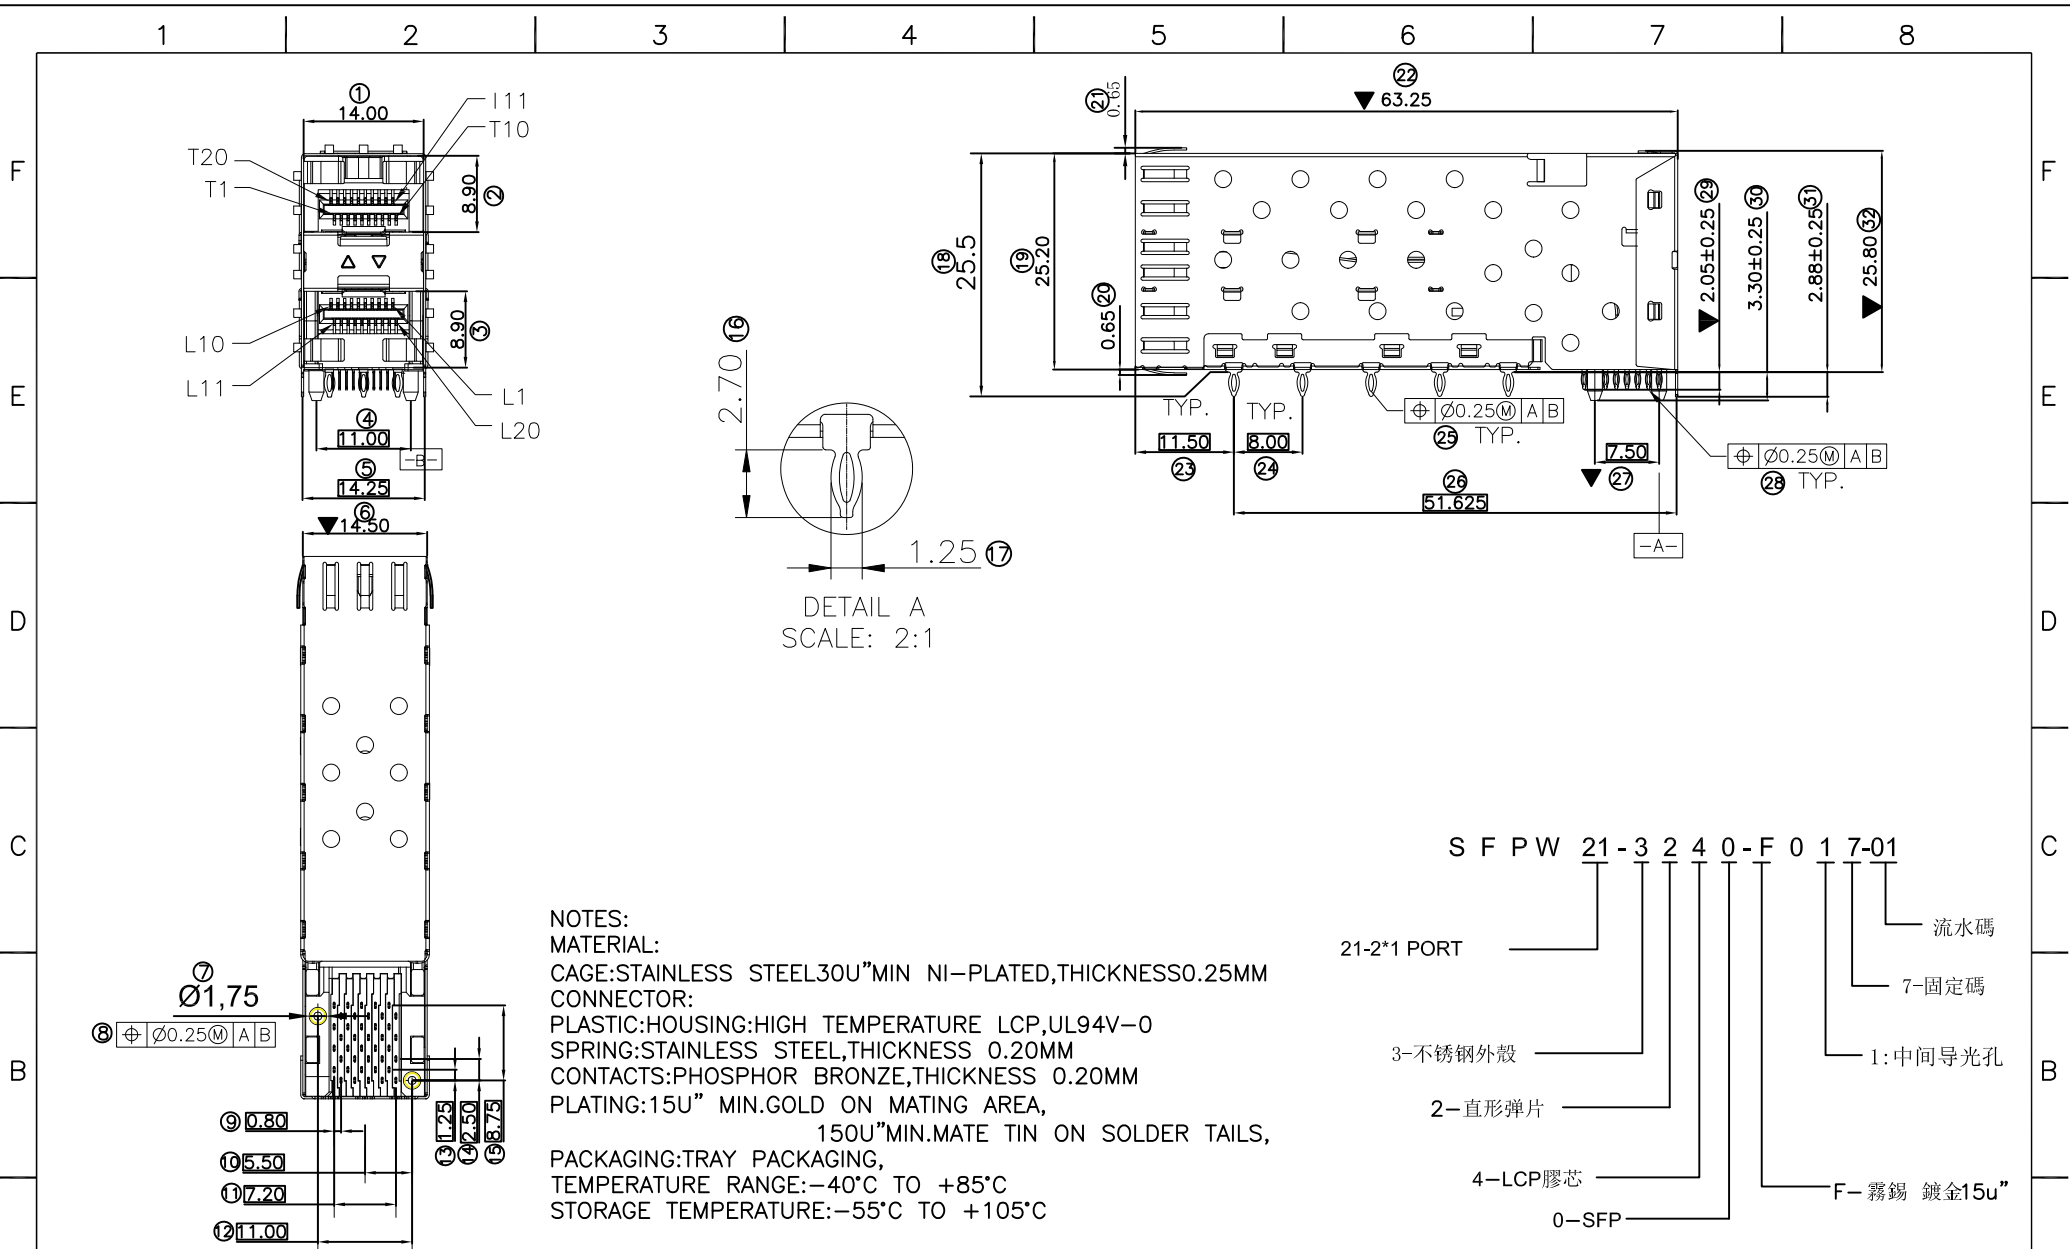 1 2 3 4 5 6 7 8
F
E
D
C
B
F
E
D
C
B
①
14.00
I11
T10
T20
T1
8.90 ②
8.90 ③
L10
L11
L1
L20
④
11.00
-B-
⑤
14.25
⑥
▼14.50
⑦
Ø1,75
⑧ ⌖ Ø0.25Ⓜ A B
⑨ 0.80
⑩ 5.50
⑪ 7.20
⑫ 11.00
⑬ 1.25
⑭ 2.50
⑮ 8.75
2.70 ⑯
1.25 ⑰
DETAIL A
SCALE: 2:1
㉒
▼ 63.25
㉑ 0.65
⑱ 25.5
⑲ 25.20
0.65 ⑳
TYP.
11.50
㉓
TYP.
8.00
㉔
⌖ Ø0.25Ⓜ A B
㉕ TYP.
㉖
51.625
7.50
▼ ㉗
⌖ Ø0.25Ⓜ A B
㉘ TYP.
-A-
▼ 2.05±0.25 ㉙
3.30±0.25 ㉚
2.88±0.25 ㉛
▼ 25.80 ㉜
NOTES:
MATERIAL:
CAGE:STAINLESS STEEL30U”MIN NI-PLATED,THICKNESS0.25MM
CONNECTOR:
PLASTIC:HOUSING:HIGH TEMPERATURE LCP,UL94V-0
SPRING:STAINLESS STEEL,THICKNESS 0.20MM
CONTACTS:PHOSPHOR BRONZE,THICKNESS 0.20MM
PLATING:15U” MIN.GOLD ON MATING AREA,
150U”MIN.MATE TIN ON SOLDER TAILS,
PACKAGING:TRAY PACKAGING,
TEMPERATURE RANGE:-40°C TO +85°C
STORAGE TEMPERATURE:-55°C TO +105°C
S F P W 21 - 3 2 4 0 - F 0 1 7-01
流水碼
21-2*1 PORT
7-固定碼
3-不锈钢外殼
1:中间导光孔
2-直形弹片
4-LCP膠芯
F- 霧錫 鍍金15u”
0-SFP